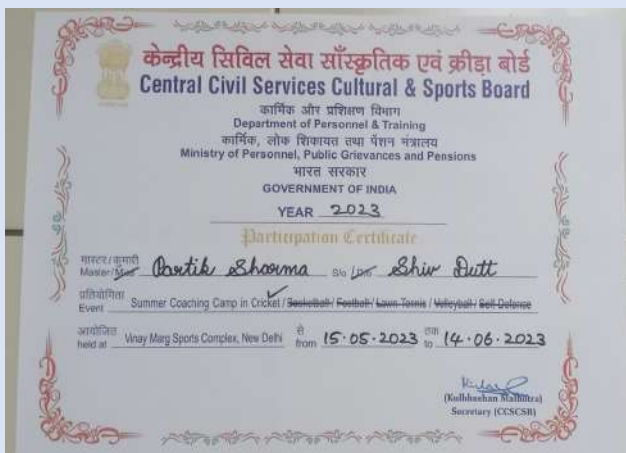 केन्द्रीय सिविल सेवा साँस्कृतिक एवं क्रीड़ा बोर्ड
Central Civil Services Cultural & Sports Board
कार्मिक और प्रशिक्षण विभाग
Department of Personnel & Training
कार्मिक, लोक शिकायत तथा पेंशन मंत्रालय
Ministry of Personnel, Public Grievances and Pensions
भारत सरकार
GOVERNMENT OF INDIA
YEAR 2023
Participation Certificate
मास्टर/कुमारी
Master/Miss Partik Sharma S/o / D/o Shiv Dutt
प्रतियोगिता
Event Summer Coaching Camp in Cricket / Basketball / Football / Lawn Tennis / Volleyball / Self Defence
आयोजित से तक
held at Vinay Marg Sports Complex, New Delhi from 15.05.2023 to 14.06.2023
(Kulbhushan Malhotra)
Secretary (CCSCSB)